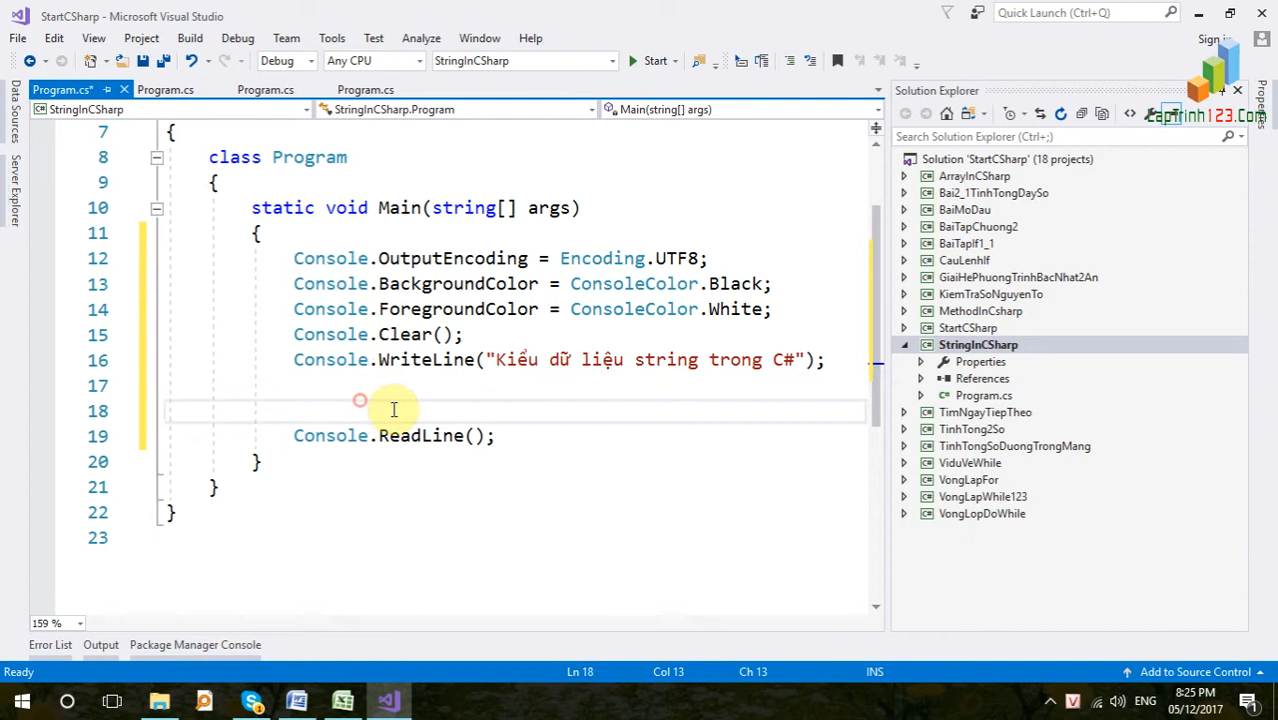 StartCSharp - Microsoft Visual Studio
Quick Launch (Ctrl+Q)
File Edit View Project Build Debug Team Tools Test Analyze Window Help
Debug Any CPU StringInCSharp Start
Program.cs* Program.cs Program.cs Program.cs
StringInCSharp StringInCSharp.Program Main(string[] args)
Data Sources
Server Explorer
7 {
8 class Program
9 {
10 static void Main(string[] args)
11 {
12 Console.OutputEncoding = Encoding.UTF8;
13 Console.BackgroundColor = ConsoleColor.Black;
14 Console.ForegroundColor = ConsoleColor.White;
15 Console.Clear();
16 Console.WriteLine("Kiểu dữ liệu string trong C#");
17
18
19 Console.ReadLine();
20 }
21 }
22 }
23
159 %
Solution Explorer
LapTrinh123.Com
Search Solution Explorer (Ctrl+;)
Solution 'StartCSharp' (18 projects)
ArrayInCSharp
Bai2_1TinhTongDaySo
BaiMoDau
BaiTapChuong2
BaiTapIf1_1
CauLenhIf
GiaiHePhuongTrinhBacNhat2An
KiemTraSoNguyenTo
MethodInCsharp
StartCSharp
StringInCSharp
Properties
References
Program.cs
TimNgayTiepTheo
TinhTong2So
TinhTongSoDuongTrongMang
ViduVeWhile
VongLapFor
VongLapWhile123
VongLopDoWhile
Properties
Error List Output Package Manager Console
Ready Ln 18 Col 13 Ch 13 INS Add to Source Control
ENG 8:25 PM
05/12/2017